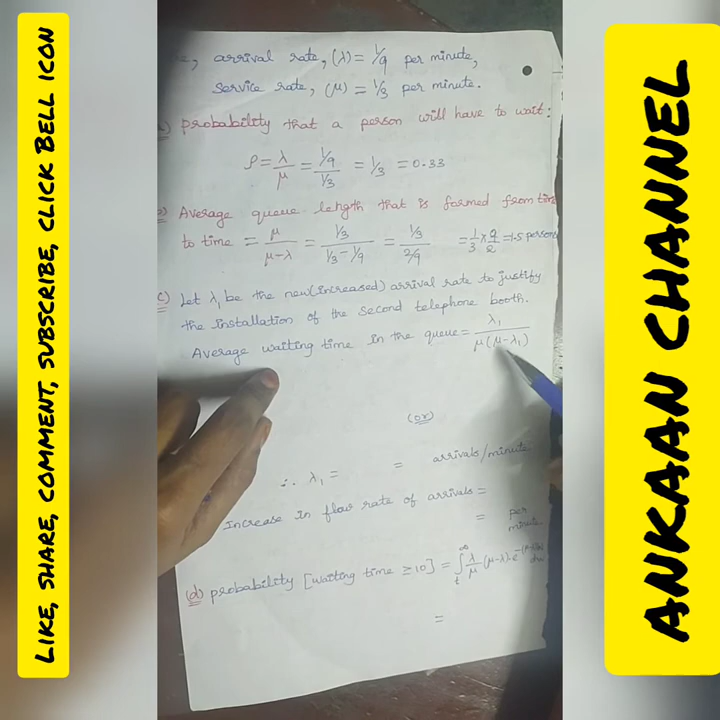 LIKE, SHARE, COMMENT, SUBSCRIBE, CLICK BELL ICON
arrival rate, (λ) = 1/9 per minute,
service rate, (μ) = 1/3 per minute.
probability that a person will have to wait:
ρ = λ/μ = (1/9)/(1/3) = 1/3 = 0.33
b) Average queue length that is formed from time
to time = μ/(μ-λ) = (1/3)/(1/3 - 1/9) = (1/3)/(2/9) = 1/3 × 9/2 = 1.5 persons
(c) Let λ₁ be the new (increased) arrival rate to justify
the installation of the second telephone booth.
Average waiting time in the queue = λ₁/(μ(μ-λ₁))
(or)
∴ λ₁ = = arrivals/minute
Increase in flow rate of arrivals =
= per minute.
(d) probability [waiting time ≥ 10] = ∫ₜ^∞ λ/μ (μ-λ).
=
ANKAAN CHANNEL